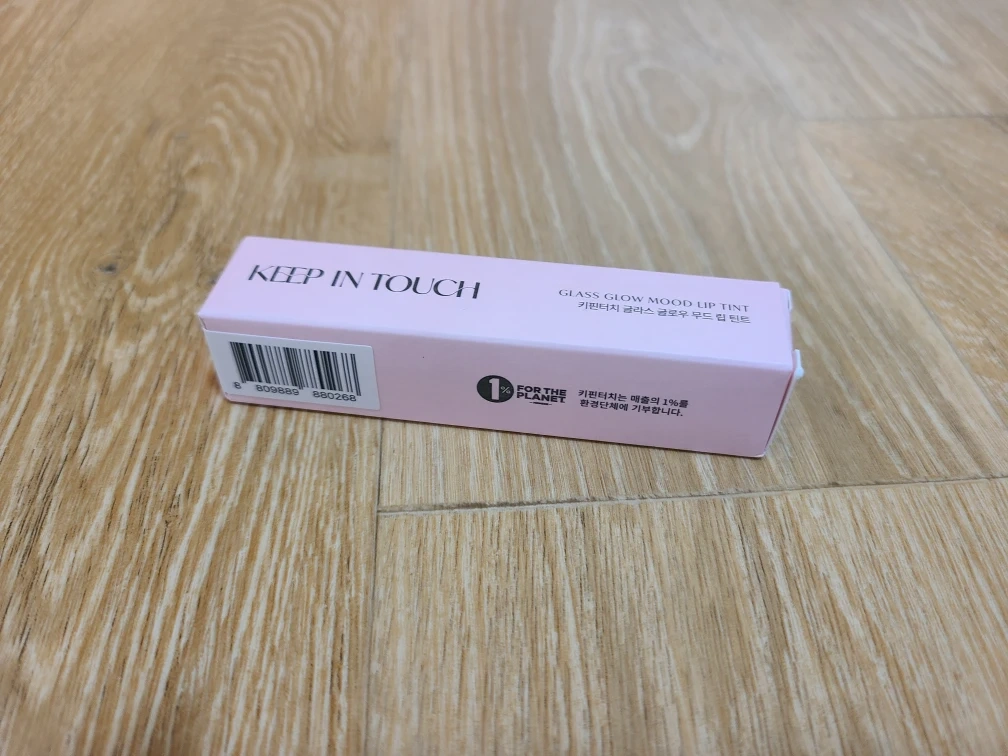 KEEP IN TOUCH
GLASS GLOW MOOD LIP TINT
키핀터치 글라스 글로우 무드 립 틴트
8 809889 880268
1% FOR THE
PLANET
키핀터치는 매출의 1%를
환경단체에 기부합니다.